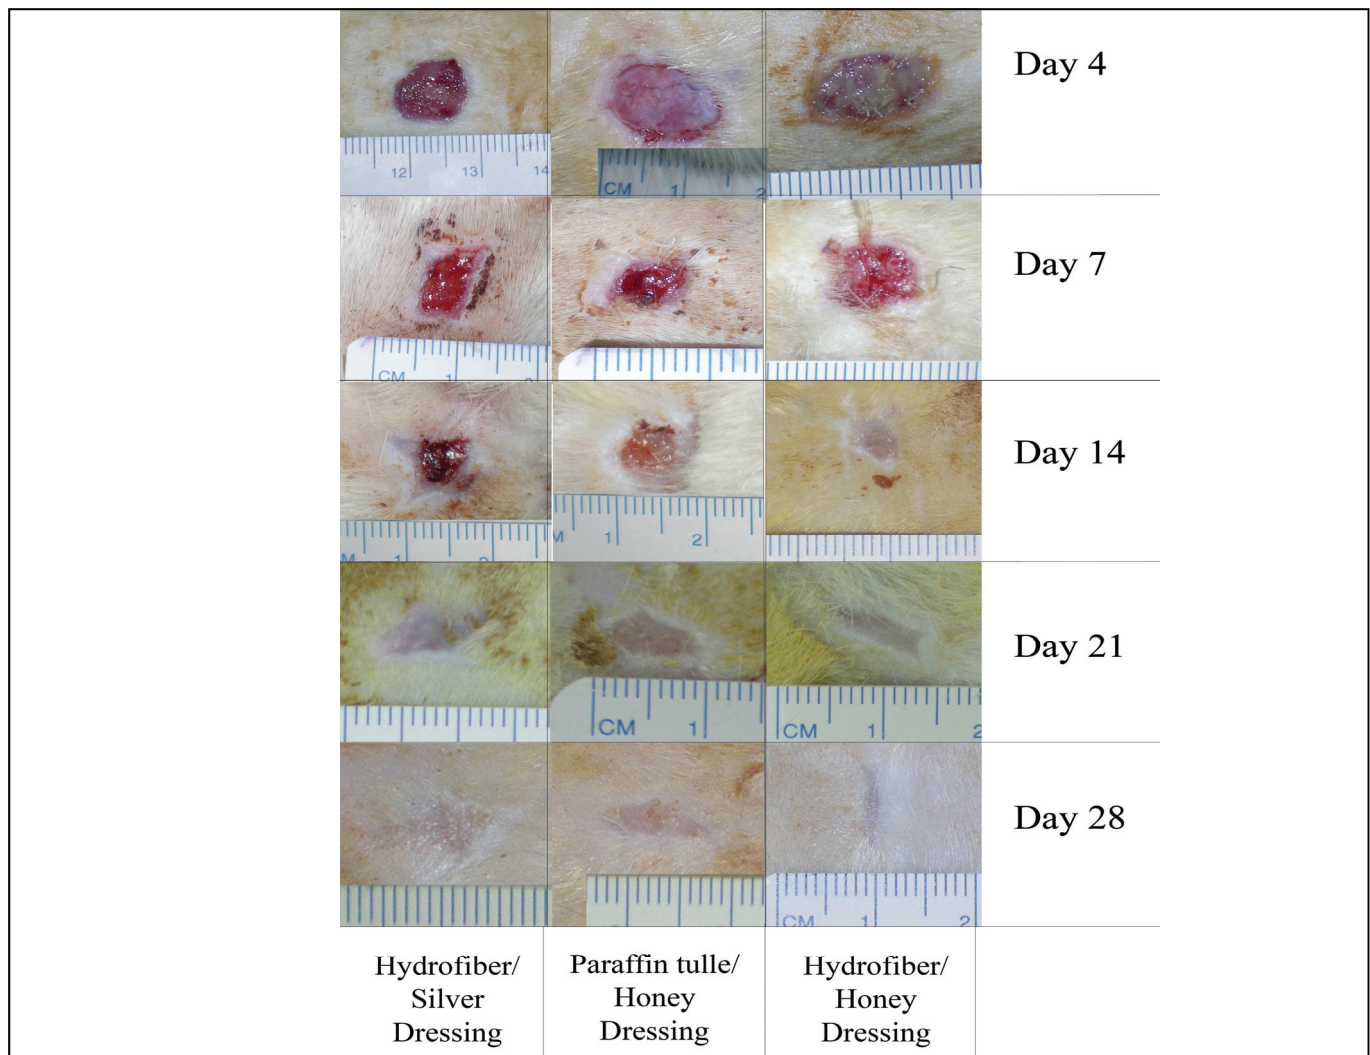 Day 4
12 13 14
CM 1 2
Day 7
CM 1 2
Day 14
M 1 2
M 1 2
Day 21
CM 1
CM 1 2
Day 28
CM 1 2
Hydrofiber/
Silver
Dressing
Paraffin tulle/
Honey
Dressing
Hydrofiber/
Honey
Dressing